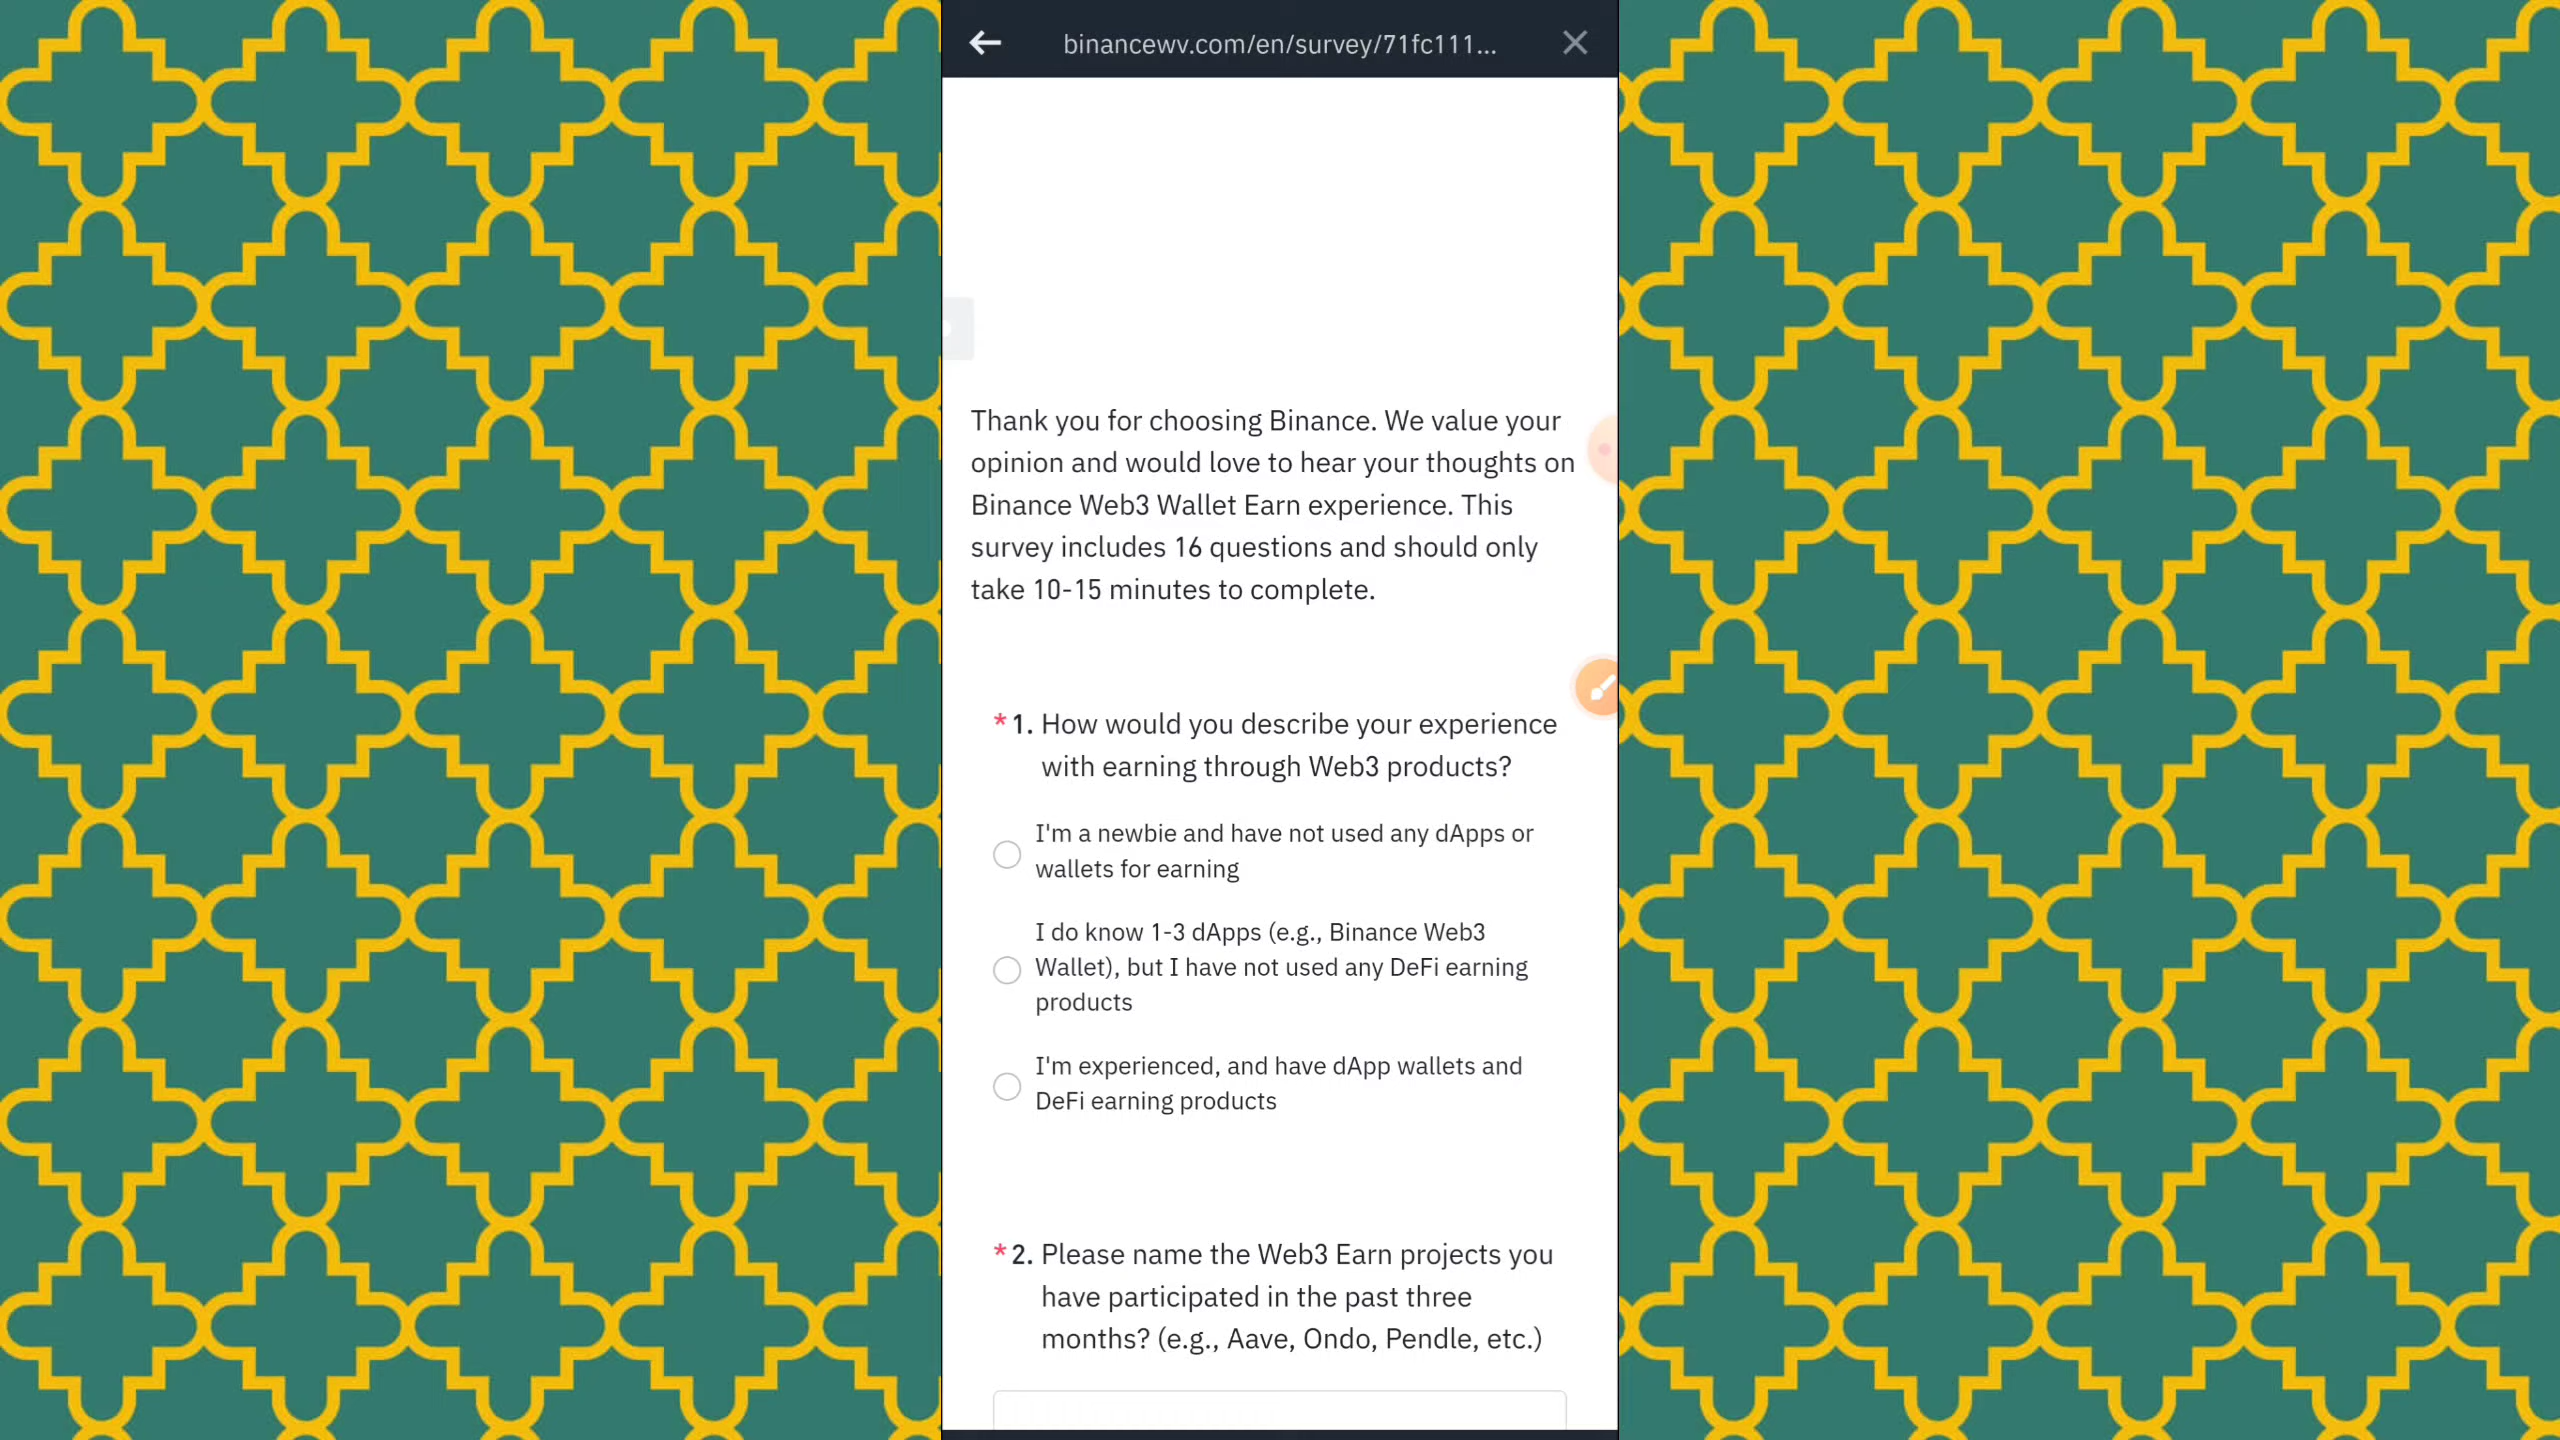 binancewv.com/en/survey/71fc111...
Thank you for choosing Binance. We value your
opinion and would love to hear your thoughts on
Binance Web3 Wallet Earn experience. This
survey includes 16 questions and should only
take 10-15 minutes to complete.
*1. How would you describe your experience
with earning through Web3 products?
I'm a newbie and have not used any dApps or
wallets for earning
I do know 1-3 dApps (e.g., Binance Web3
Wallet), but I have not used any DeFi earning
products
I'm experienced, and have dApp wallets and
DeFi earning products
*2. Please name the Web3 Earn projects you
have participated in the past three
months? (e.g., Aave, Ondo, Pendle, etc.)